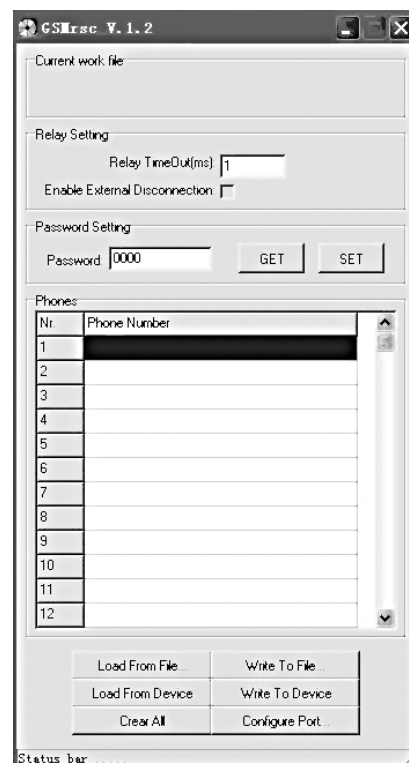 GSMrsc V.1.2
Current work file
Relay Setting
Relay TimeOut(ms) 1
Enable External Disconnection
Password Setting
Password: 0000 GET SET
Phones
Nr. Phone Number
1
2
3
4
5
6
7
8
9
10
11
12
Load From File... Write To File...
Load From Device Write To Device
Crear All Configure Port...
Status bar .....